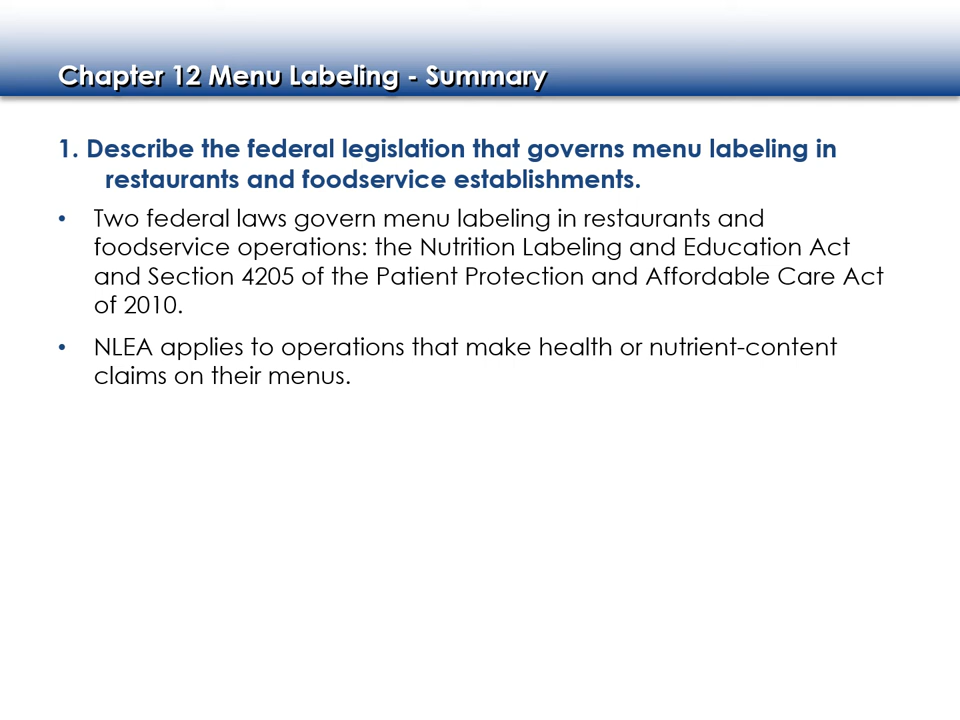 Chapter 12 Menu Labeling - Summary
1. Describe the federal legislation that governs menu labeling in
restaurants and foodservice establishments.
• Two federal laws govern menu labeling in restaurants and
foodservice operations: the Nutrition Labeling and Education Act
and Section 4205 of the Patient Protection and Affordable Care Act
of 2010.
• NLEA applies to operations that make health or nutrient-content
claims on their menus.